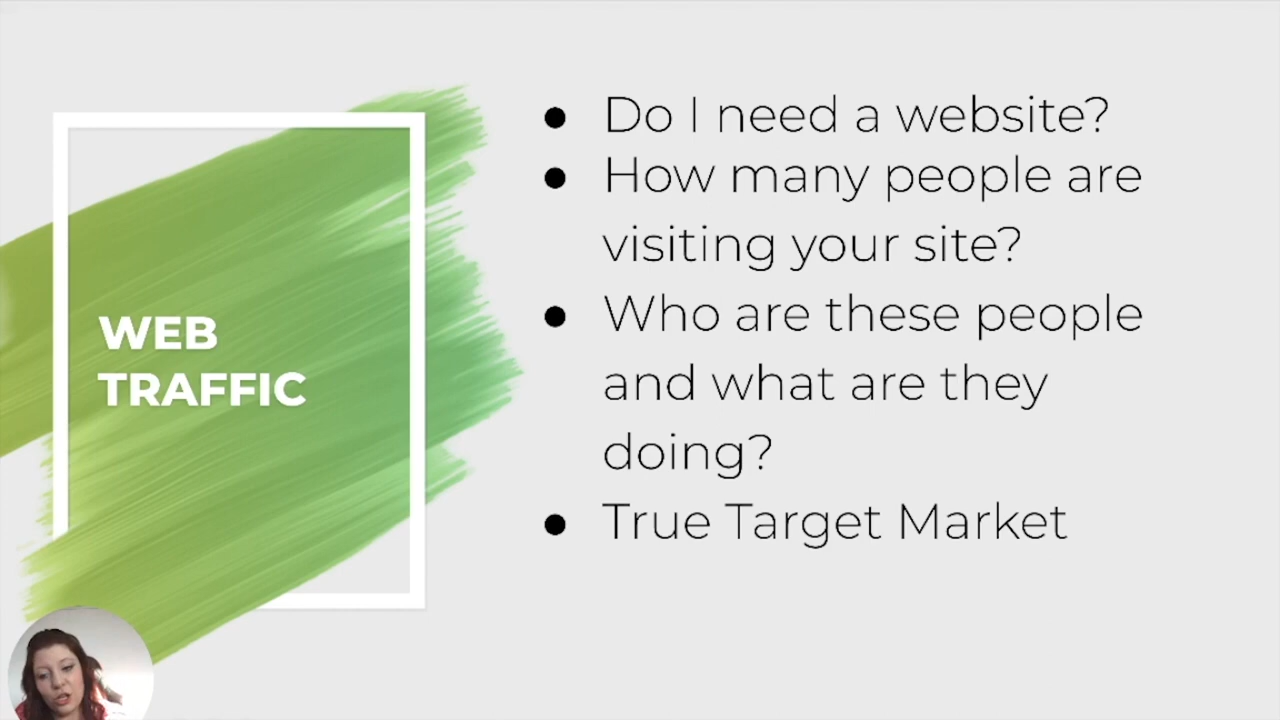 WEB
TRAFFIC
● Do I need a website?
● How many people are
visiting your site?
● Who are these people
and what are they
doing?
● True Target Market